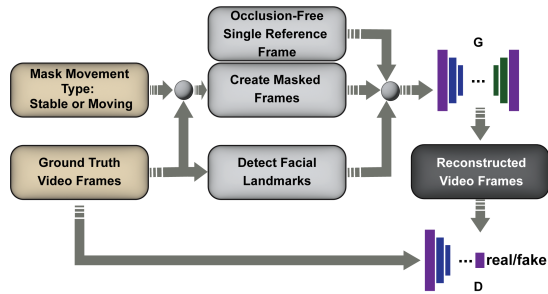 Occlusion-Free
Single Reference
Frame
G
Mask Movement
Type:
Stable or Moving
Create Masked
Frames
...
Ground Truth
Video Frames
Detect Facial
Landmarks
Reconstructed
Video Frames
... real/fake
D